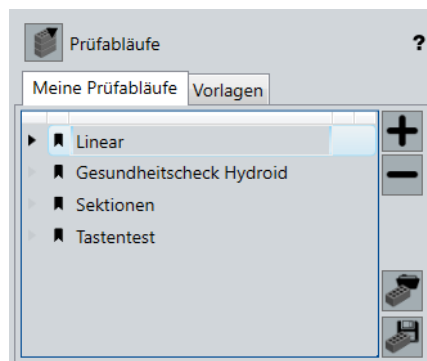 Prüfabläufe ?
Meine Prüfabläufe Vorlagen
Linear
Gesundheitscheck Hydroid
Sektionen
Tastentest